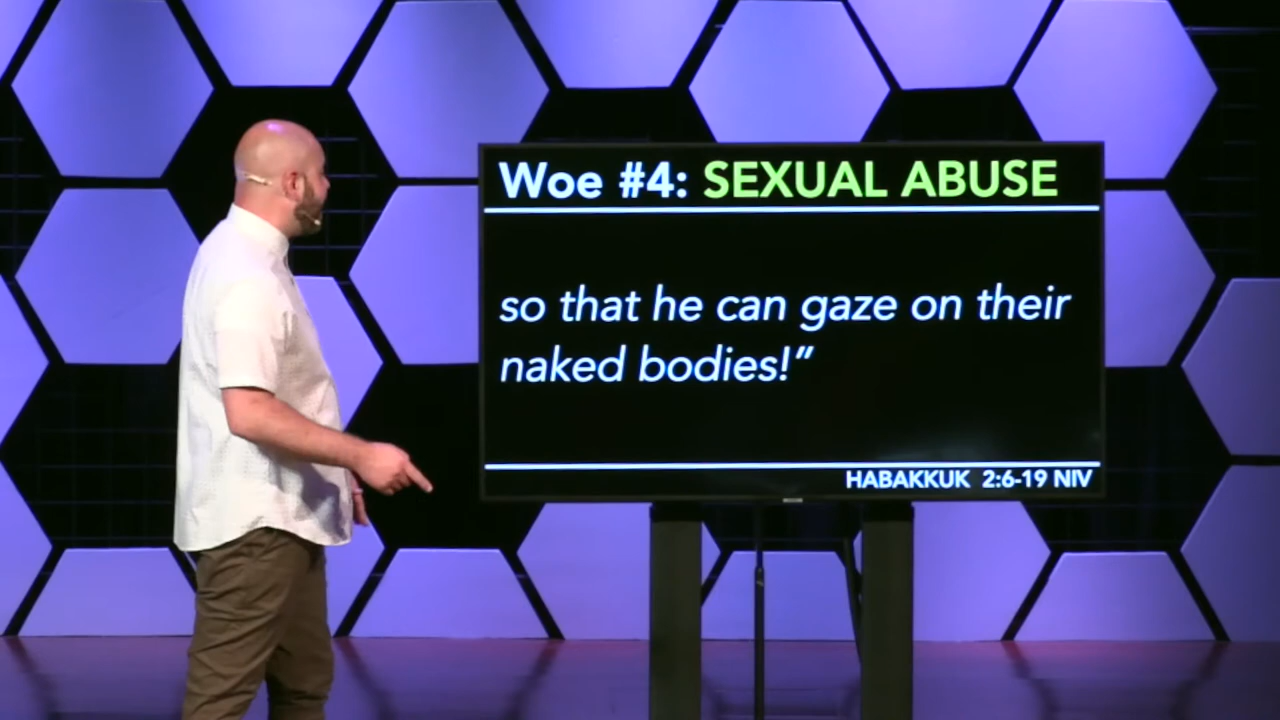 Woe #4: SEXUAL ABUSE
so that he can gaze on their
naked bodies!”
HABAKKUK 2:6-19 NIV